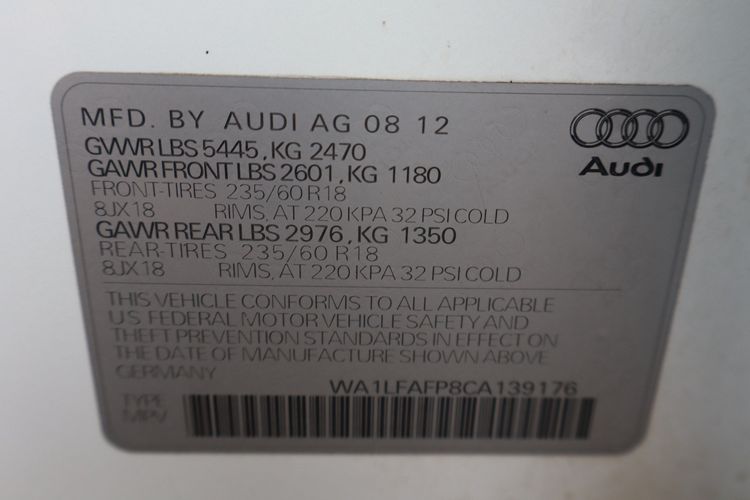 MFD. BY AUDI AG 08 12
GVWR LBS 5445, KG 2470
GAWR FRONT LBS 2601, KG 1180
FRONT-TIRES 235/60 R18
8JX18 RIMS, AT 220 KPA 32 PSI COLD
GAWR REAR LBS 2976, KG 1350
REAR-TIRES 235/60 R18
8JX18 RIMS, AT 220 KPA 32 PSI COLD
Audi
THIS VEHICLE CONFORMS TO ALL APPLICABLE
U.S. FEDERAL MOTOR VEHICLE SAFETY AND
THEFT PREVENTION STANDARDS IN EFFECT ON
THE DATE OF MANUFACTURE SHOWN ABOVE
GERMANY
WA1LFAFP8CA139176
TYPE
MPV